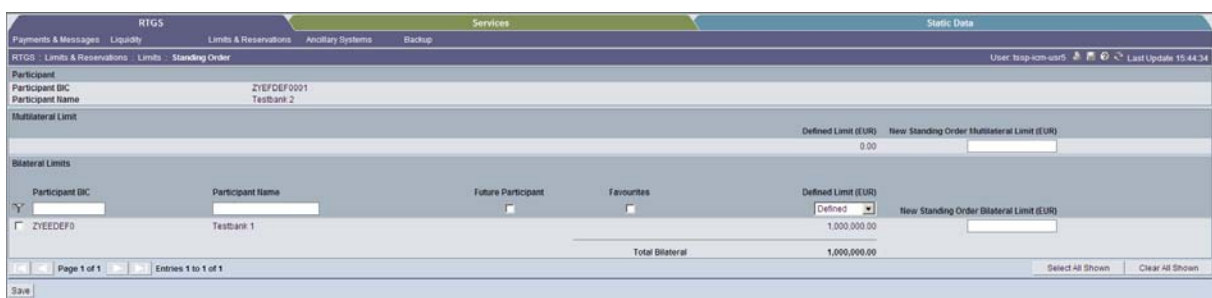 RTGS Services Static Data
Payments & Messages Liquidity Limits & Reservations Ancillary Systems Backup
RTGS : Limits & Reservations : Limits : Standing Order User: tssp-icm-usr5 Last Update 15:44:34
Participant
Participant BIC ZYEFDEF0001
Participant Name Testbank 2
Multilateral Limit
Defined Limit (EUR) New Standing Order Multilateral Limit (EUR)
0.00
Bilateral Limits
Participant BIC Participant Name Future Participant Favourites Defined Limit (EUR)
Defined New Standing Order Bilateral Limit (EUR)
ZYEEDEF0 Testbank 1 1,000,000.00
Total Bilateral 1,000,000.00
Page 1 of 1 Entries 1 to 1 of 1 Select All Shown Clear All Shown
Save